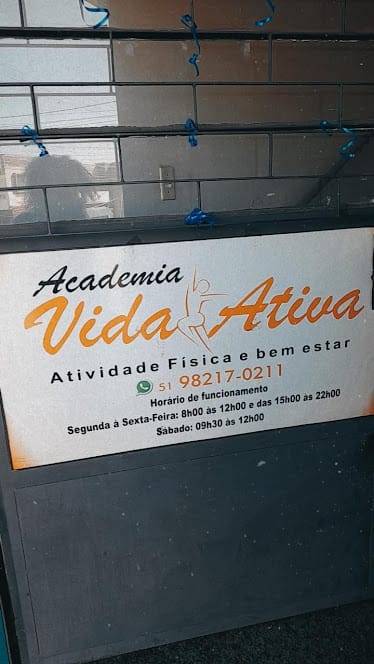 Academia
Vida Ativa
Atividade Física e bem estar
51 98217-0211
Horário de funcionamento
Segunda à Sexta-Feira: 8h00 às 12h00 e das 15h00 às 22h00
Sábado: 09h30 às 12h00